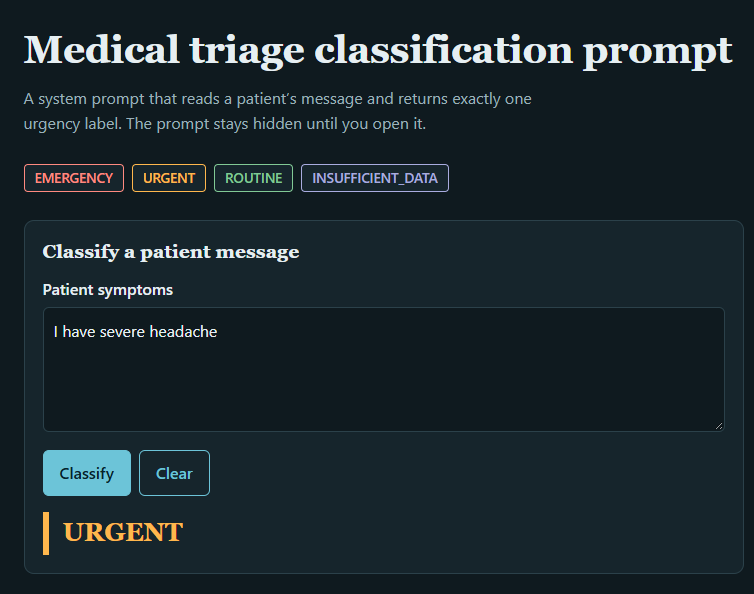 Medical triage classification prompt
A system prompt that reads a patient’s message and returns exactly one
urgency label. The prompt stays hidden until you open it.
EMERGENCY URGENT ROUTINE INSUFFICIENT_DATA
Classify a patient message
Patient symptoms
I have severe headache
Classify Clear
URGENT